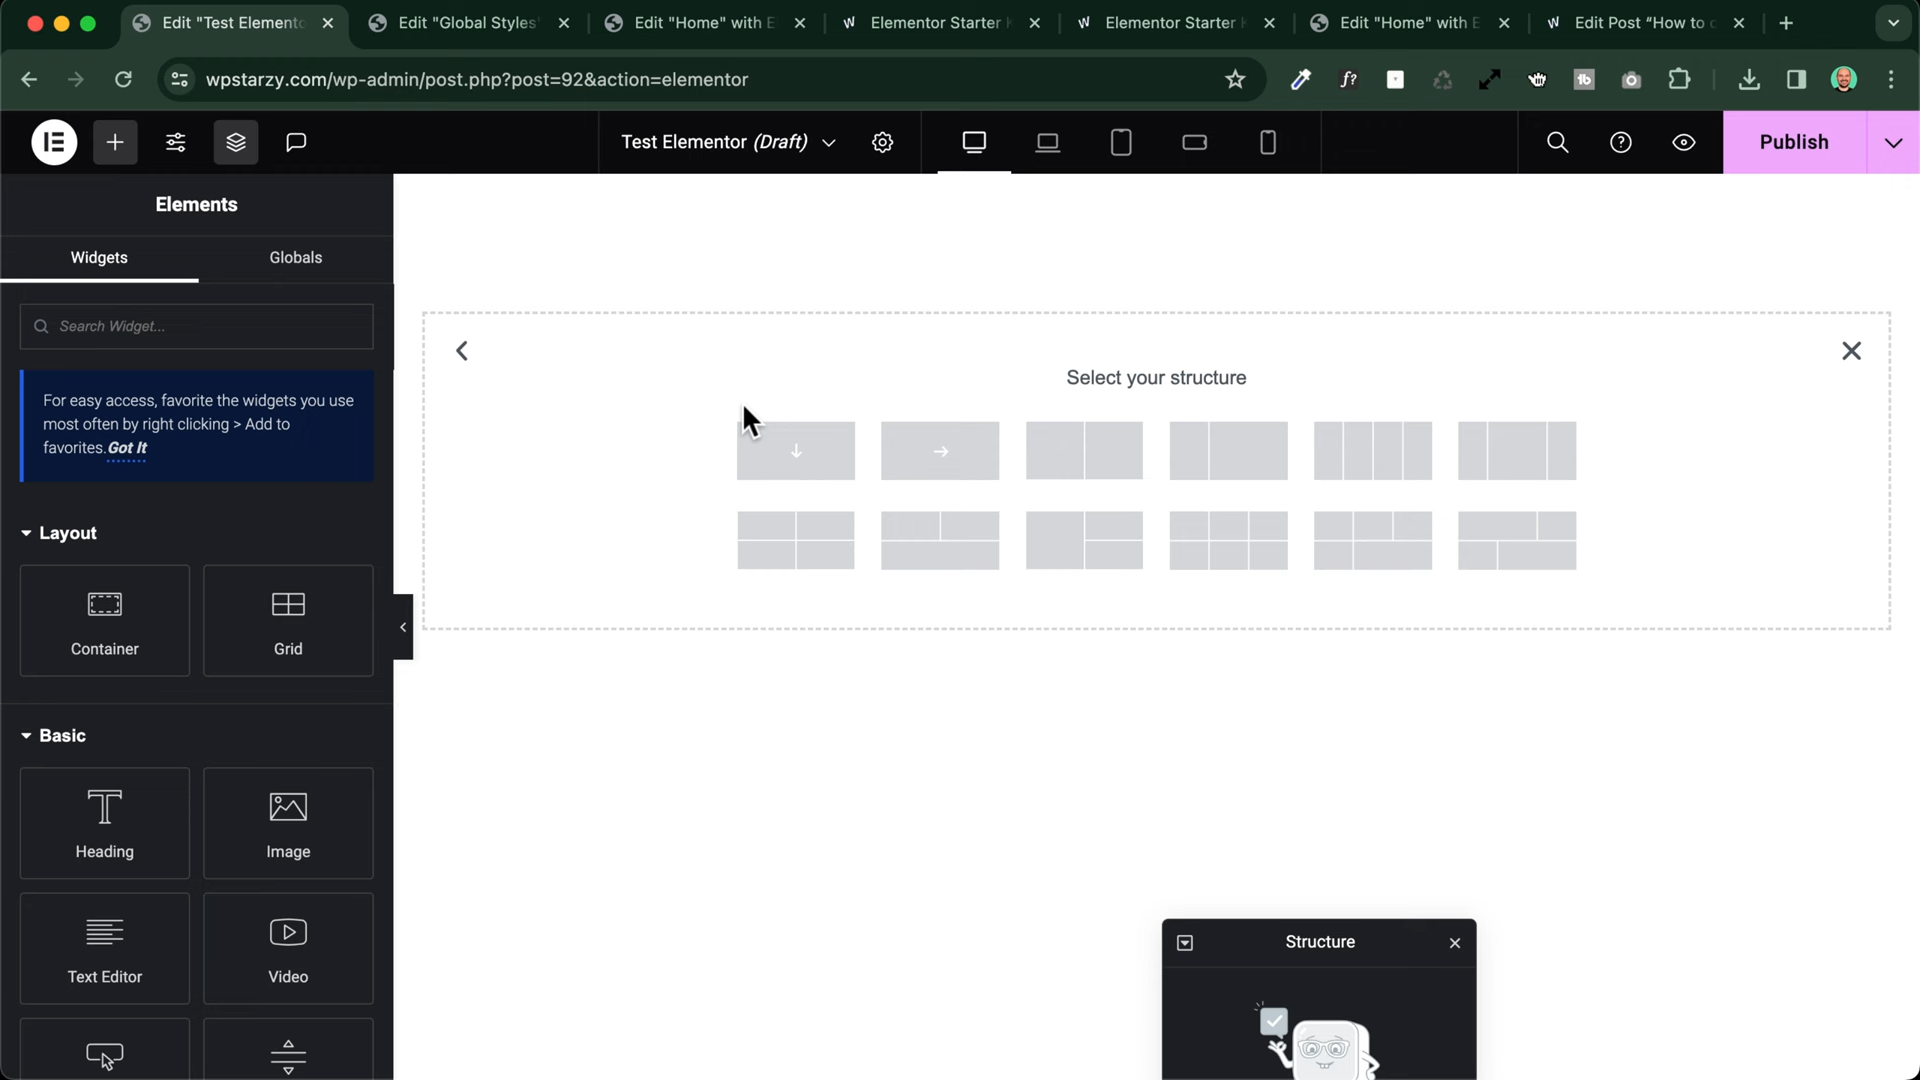 Edit "Test Elemento
Edit "Global Styles"
Edit "Home" with E
Elementor Starter K
Elementor Starter K
Edit "Home" with E
Edit Post “How to c
wpstarzy.com/wp-admin/post.php?post=92&action=elementor
f?
tb
Test Elementor (Draft)
Publish
Elements
Widgets
Globals
Search Widget...
For easy access, favorite the widgets you use
most often by right clicking > Add to
favorites. Got It
Select your structure
Layout
Container
Grid
Basic
Heading
Image
Text Editor
Video
Structure